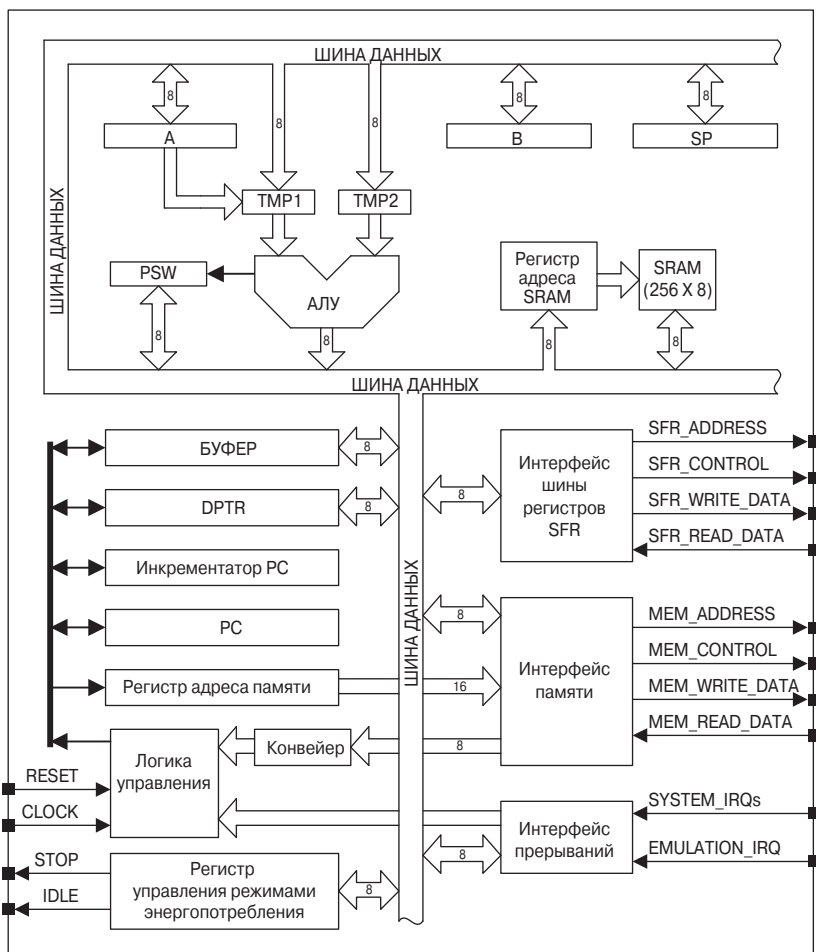 ШИНА ДАННЫХ
8
8
8
8
8
A
B
SP
ШИНА ДАННЫХ
TMP1
TMP2
PSW
АЛУ
Регистр
адреса
SRAM
SRAM
(256 X 8)
8
8
8
8
ШИНА ДАННЫХ
БУФЕР
8
DPTR
8
Инкрементатор PC
PC
Регистр адреса памяти
16
Логика
управления
Конвейер
8
RESET
CLOCK
STOP
IDLE
Регистр
управления режимами
энергопотребления
8
ШИНА ДАННЫХ
8
Интерфейс
шины
регистров
SFR
SFR_ADDRESS
SFR_CONTROL
SFR_WRITE_DATA
SFR_READ_DATA
8
Интерфейс
памяти
MEM_ADDRESS
MEM_CONTROL
MEM_WRITE_DATA
MEM_READ_DATA
8
Интерфейс
прерываний
SYSTEM_IRQs
EMULATION_IRQ